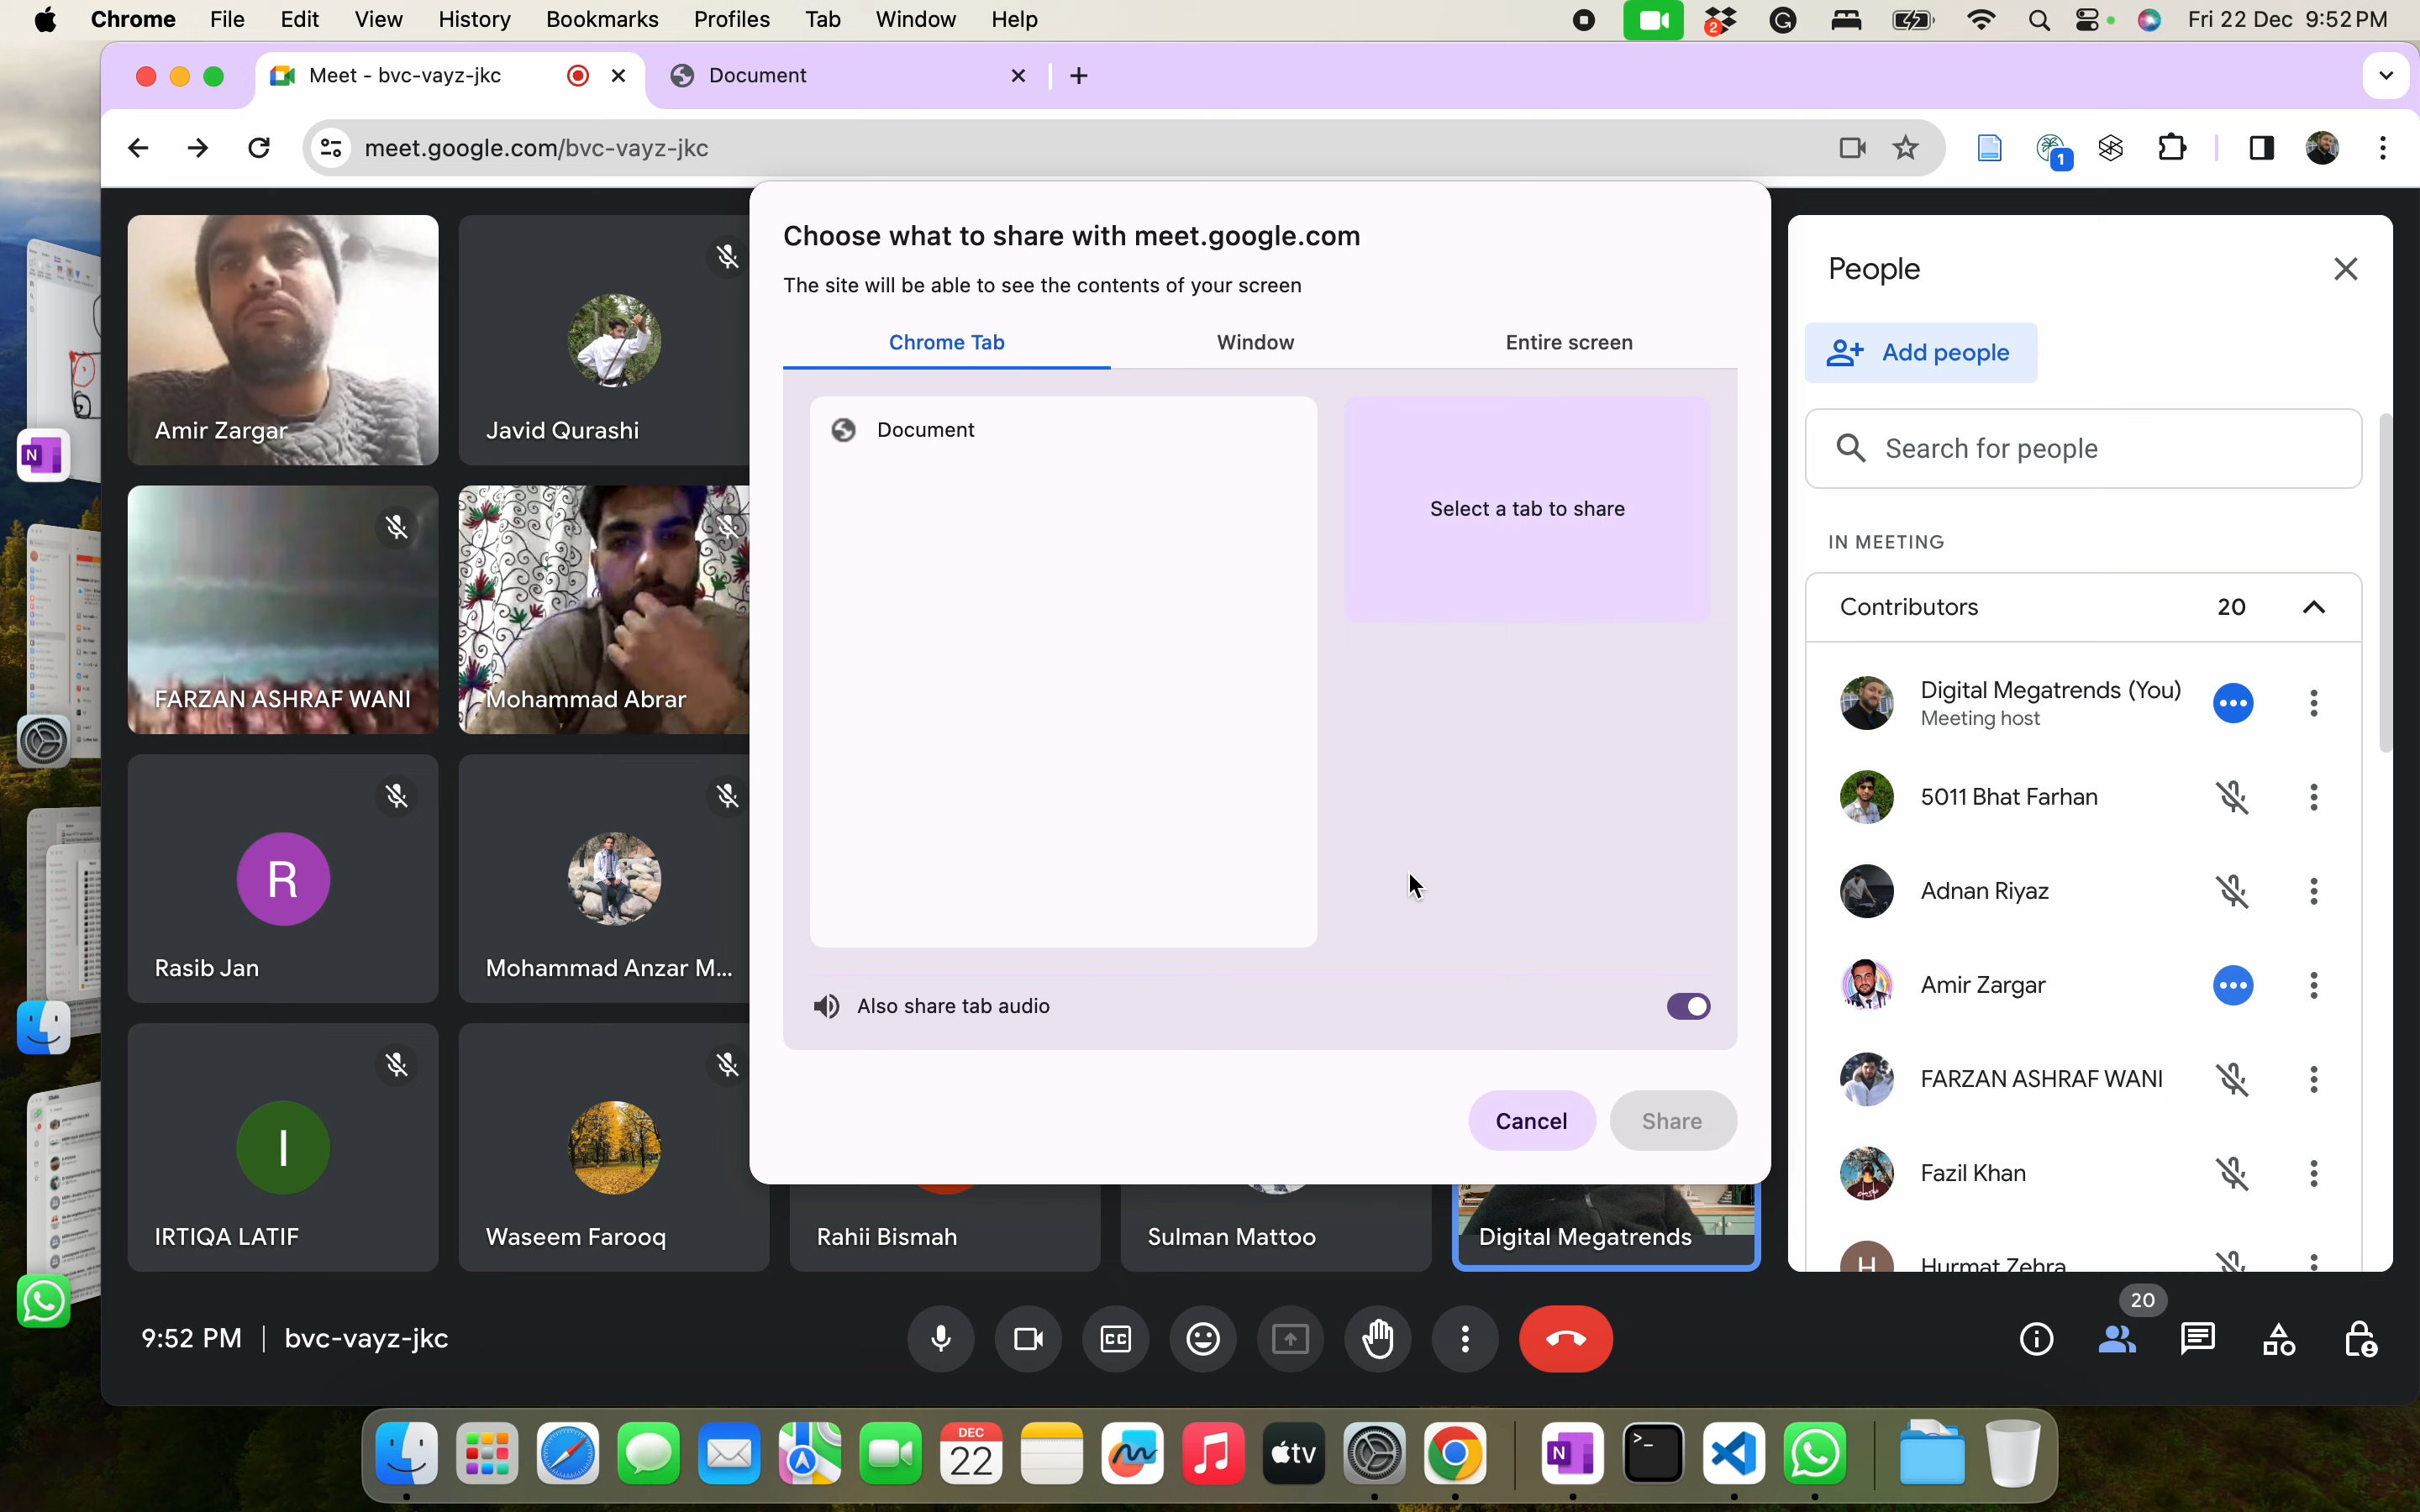 Chrome File Edit View History Bookmarks Profiles Tab Window Help
2
Fri 22 Dec 9:52 PM
Meet - bvc-vayz-jkc
Document
meet.google.com/bvc-vayz-jkc
1
Amir Zargar
Javid Qurashi
FARZAN ASHRAF WANI
Mohammad Abrar
R
Rasib Jan
Mohammad Anzar M...
I
IRTIQA LATIF
Waseem Farooq
Rahii Bismah
Sulman Mattoo
Digital Megatrends
Choose what to share with meet.google.com
The site will be able to see the contents of your screen
Chrome Tab Window Entire screen
Document
Select a tab to share
Also share tab audio
Cancel Share
People
Add people
Search for people
IN MEETING
Contributors 20
Digital Megatrends (You)
Meeting host
5011 Bhat Farhan
Adnan Riyaz
Amir Zargar
FARZAN ASHRAF WANI
Fazil Khan
H Hurmat Zehra
9:52 PM | bvc-vayz-jkc
CC
20
DEC
22
tv
N
N
>_